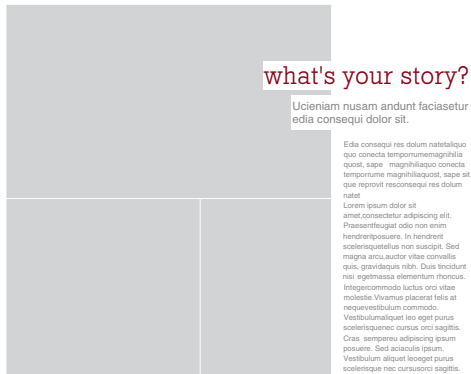 what's your story?
Ucieniam nusam andunt faciasetur
edia consequi dolor sit.
Edia consequi res dolum natetaliquo
quo conecta temporrumemagnihilia
quost, sape magnihiliaquo conecta
temporrume magnihiliaquost, sape sit
que reprovit resconsequi res dolum
natet
Lorem ipsum dolor sit
amet,consectetur adipiscing elit.
Praesentfeugiat odio non enim
hendreritposuere. In hendrerit
scelerisquetellus non suscipit. Sed
magna arcu,auctor vitae convallis
quis, gravidaquis nibh. Duis tincidunt
nisi egetmassa elementum rhoncus.
Integercommodo luctus orci vitae
molestie.Vivamus placerat felis at
nequevestibulum commodo.
Vestibulumaliquet leo eget purus
scelerisquenec cursus orci sagittis.
Cras sempereu adipiscing ipsum
posuere. Sed aciaculis ipsum.
Vestibulum aliquet leoeget purus
scelerisque nec cursusorci sagittis.